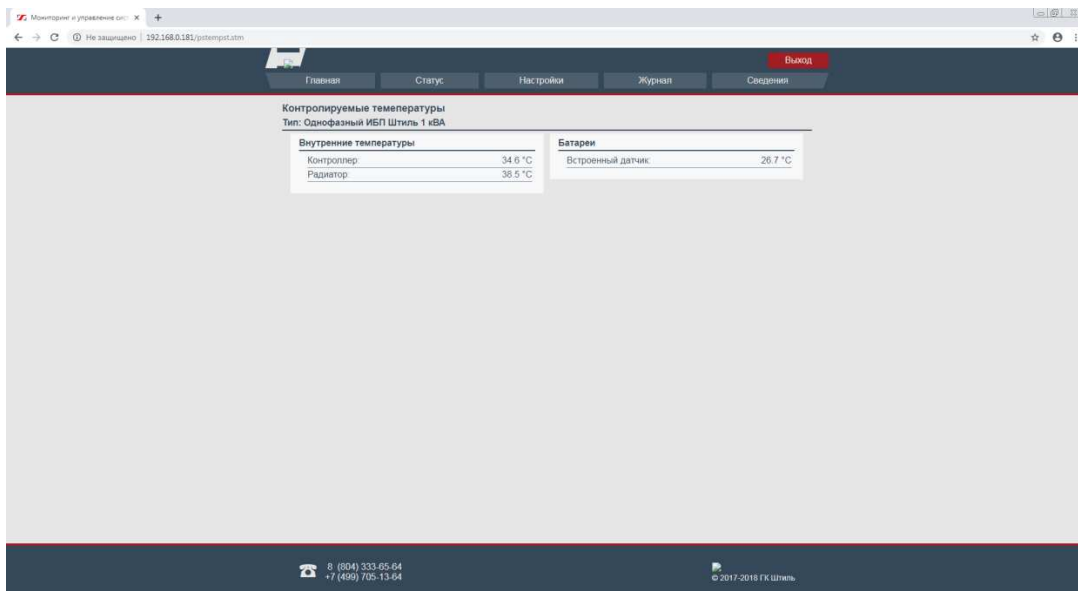 Мониторинг и управление сис
Не защищено | 192.168.0.181/pstempst.atm
Выход
Главная Статус Настройки Журнал Сведения
Контролируемые темепературы
Тип: Однофазный ИБП Штиль 1 кВА
Внутренние температуры
Контроллер: 34.6 °C
Радиатор: 38.5 °C
Батареи
Встроенный датчик: 26.7 °C
8 (804) 333-65-64
+7 (499) 705-13-64
© 2017-2018 ГК Штиль